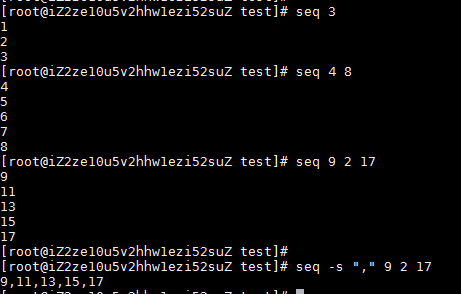 [root@iZ2ze10u5v2hhw1ezi52suZ test]# seq 3
1
2
3
[root@iZ2ze10u5v2hhw1ezi52suZ test]# seq 4 8
4
5
6
7
8
[root@iZ2ze10u5v2hhw1ezi52suZ test]# seq 9 2 17
9
11
13
15
17
[root@iZ2ze10u5v2hhw1ezi52suZ test]#
[root@iZ2ze10u5v2hhw1ezi52suZ test]# seq -s "," 9 2 17
9,11,13,15,17